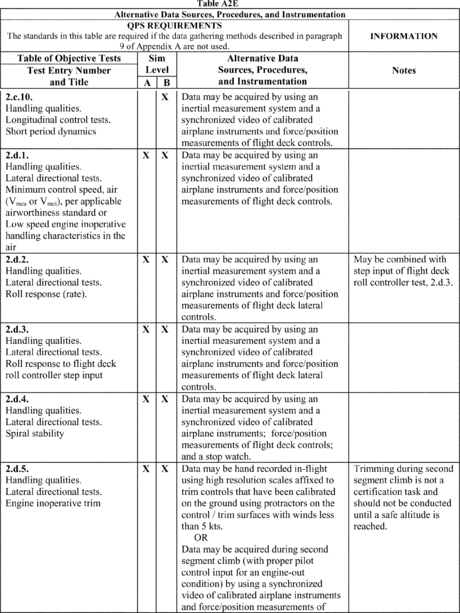 Table A2E
Alternative Data Sources, Procedures, and Instrumentation
QPS REQUIREMENTS
The standards in this table are required if the data gathering methods described in paragraph
9 of Appendix A are not used.
INFORMATION
Table of Objective Tests
Test Entry Number
and Title
Sim
Level
A B
Alternative Data
Sources, Procedures,
and Instrumentation
Notes
2.c.10.
Handling qualities.
Longitudinal control tests.
Short period dynamics
X
Data may be acquired by using an
inertial measurement system and a
synchronized video of calibrated
airplane instruments and force/position
measurements of flight deck controls.
2.d.1.
Handling qualities.
Lateral directional tests.
Minimum control speed, air
(Vmca or Vmcl), per applicable
airworthiness standard or
Low speed engine inoperative
handling characteristics in the
air
X X
Data may be acquired by using an
inertial measurement system and a
synchronized video of calibrated
airplane instruments and force/position
measurements of flight deck controls.
2.d.2.
Handling qualities.
Lateral directional tests.
Roll response (rate).
X X
Data may be acquired by using an
inertial measurement system and a
synchronized video of calibrated
airplane instruments and force/position
measurements of flight deck lateral
controls.
May be combined with
step input of flight deck
roll controller test, 2.d.3.
2.d.3.
Handling qualities.
Lateral directional tests.
Roll response to flight deck
roll controller step input
X X
Data may be acquired by using an
inertial measurement system and a
synchronized video of calibrated
airplane instruments and force/position
measurements of flight deck lateral
controls.
2.d.4.
Handling qualities.
Lateral directional tests.
Spiral stability
X X
Data may be acquired by using an
inertial measurement system and a
synchronized video of calibrated
airplane instruments; force/position
measurements of flight deck controls;
and a stop watch.
2.d.5.
Handling qualities.
Lateral directional tests.
Engine inoperative trim
X X
Data may be hand recorded in-flight
using high resolution scales affixed to
trim controls that have been calibrated
on the ground using protractors on the
control / trim surfaces with winds less
than 5 kts.
OR
Data may be acquired during second
segment climb (with proper pilot
control input for an engine-out
condition) by using a synchronized
video of calibrated airplane instruments
and force/position measurements of
Trimming during second
segment climb is not a
certification task and
should not be conducted
until a safe altitude is
reached.